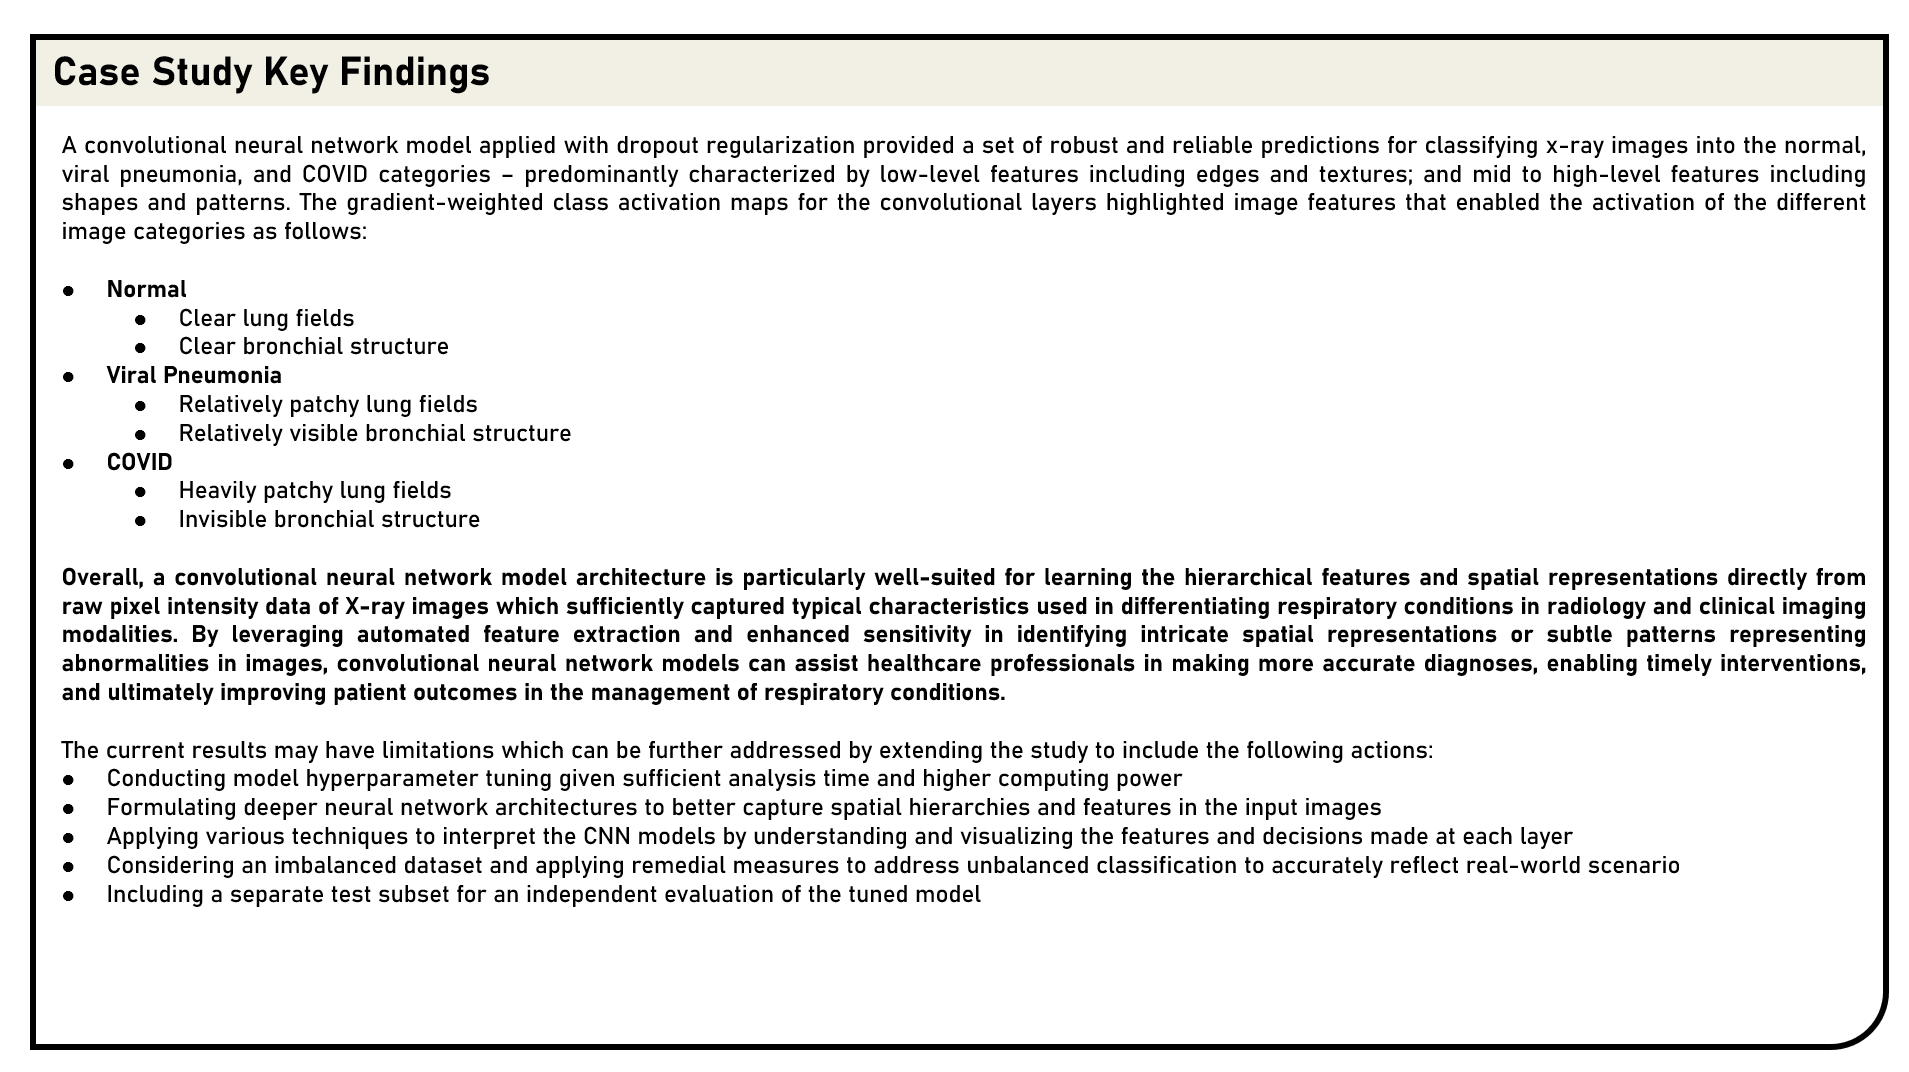 Case Study Key Findings
A convolutional neural network model applied with dropout regularization provided a set of robust and reliable predictions for classifying x-ray images into the normal,
viral pneumonia, and COVID categories – predominantly characterized by low-level features including edges and textures; and mid to high-level features including
shapes and patterns. The gradient-weighted class activation maps for the convolutional layers highlighted image features that enabled the activation of the different
image categories as follows:
● Normal
● Clear lung fields
● Clear bronchial structure
● Viral Pneumonia
● Relatively patchy lung fields
● Relatively visible bronchial structure
● COVID
● Heavily patchy lung fields
● Invisible bronchial structure
Overall, a convolutional neural network model architecture is particularly well-suited for learning the hierarchical features and spatial representations directly from
raw pixel intensity data of X-ray images which sufficiently captured typical characteristics used in differentiating respiratory conditions in radiology and clinical imaging
modalities. By leveraging automated feature extraction and enhanced sensitivity in identifying intricate spatial representations or subtle patterns representing
abnormalities in images, convolutional neural network models can assist healthcare professionals in making more accurate diagnoses, enabling timely interventions,
and ultimately improving patient outcomes in the management of respiratory conditions.
The current results may have limitations which can be further addressed by extending the study to include the following actions:
● Conducting model hyperparameter tuning given sufficient analysis time and higher computing power
● Formulating deeper neural network architectures to better capture spatial hierarchies and features in the input images
● Applying various techniques to interpret the CNN models by understanding and visualizing the features and decisions made at each layer
● Considering an imbalanced dataset and applying remedial measures to address unbalanced classification to accurately reflect real-world scenario
● Including a separate test subset for an independent evaluation of the tuned model